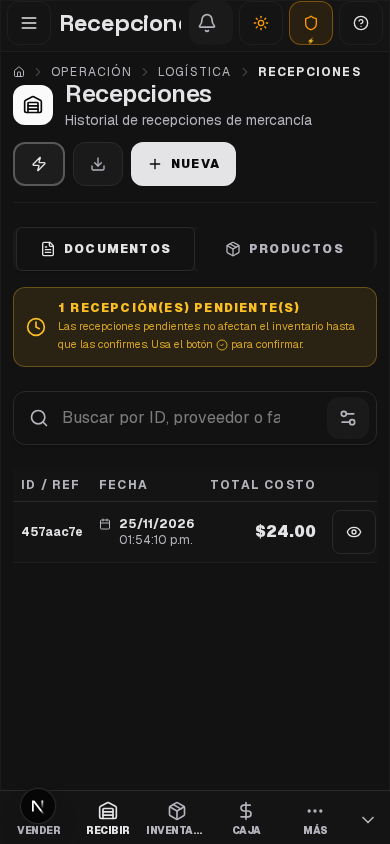 Recepcion
OPERACIÓN > LOGÍSTICA > RECEPCIONES
Recepciones
Historial de recepciones de mercancía
+ NUEVA
DOCUMENTOS
PRODUCTOS
1 RECEPCIÓN(ES) PENDIENTE(S)
Las recepciones pendientes no afectan el inventario hasta
que las confirmes. Usa el botón para confirmar.
Buscar por ID, proveedor o fa
ID / REF FECHA TOTAL COSTO
457aac7e 25/11/2026 $24.00
01:54:10 p.m.
N
VENDER RECIBIR INVENTA... CAJA MÁS